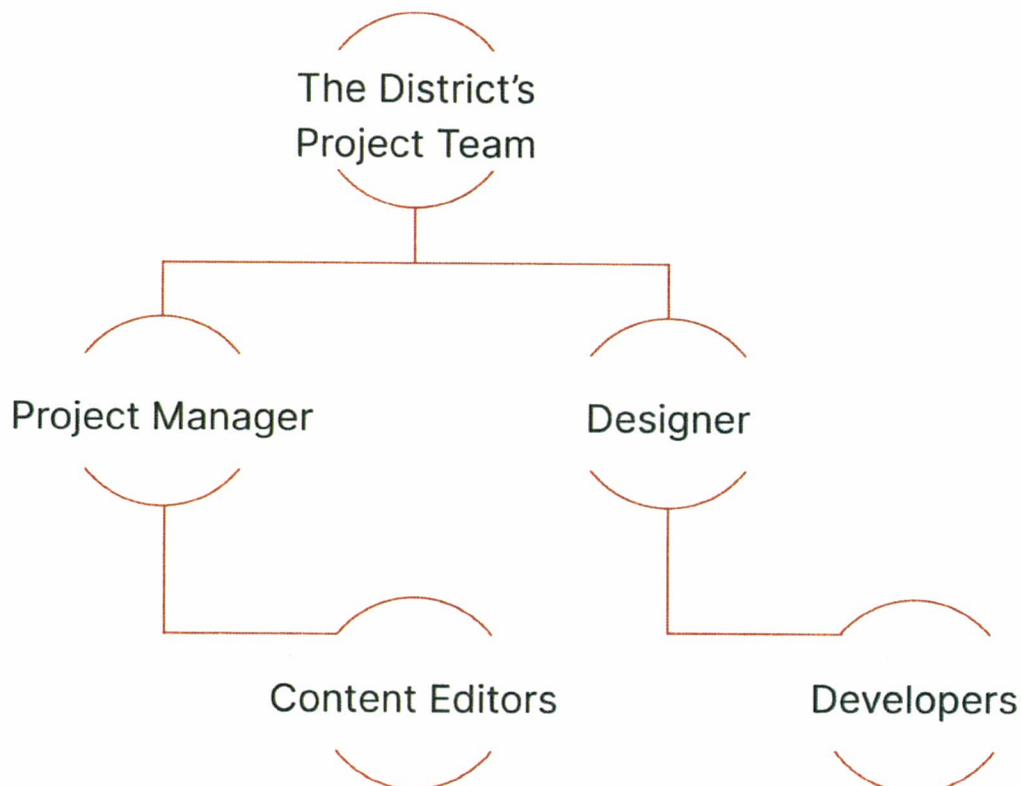 The District's
Project Team
Project Manager
Designer
Content Editors
Developers